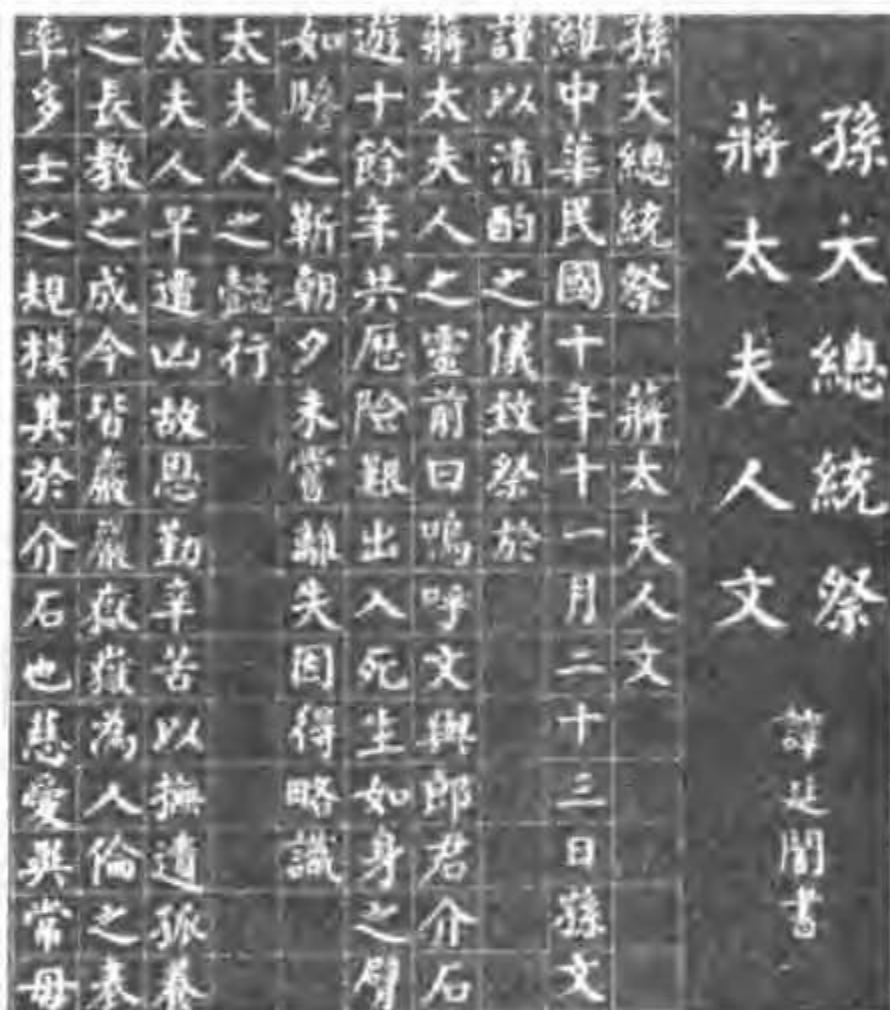 孫大總統祭
蔣太夫人文
譚延闓書
孫大總統祭 蔣太夫人文
維中華民國十年十一月二十三日孫文
謹以清酌之儀致祭於
蔣太夫人之靈前曰嗚呼文與郎君介石
遊十餘年共歷險艱出入死生如身之臂
如驂之靳朝夕未嘗離失因得略識
太夫人之懿行
太夫人早遭凶故恩勤辛苦以撫遺孤養
之長教之成今皆嚴嚴嶽嶽為人倫之表
率多士之規模其於介石也慈愛異常母